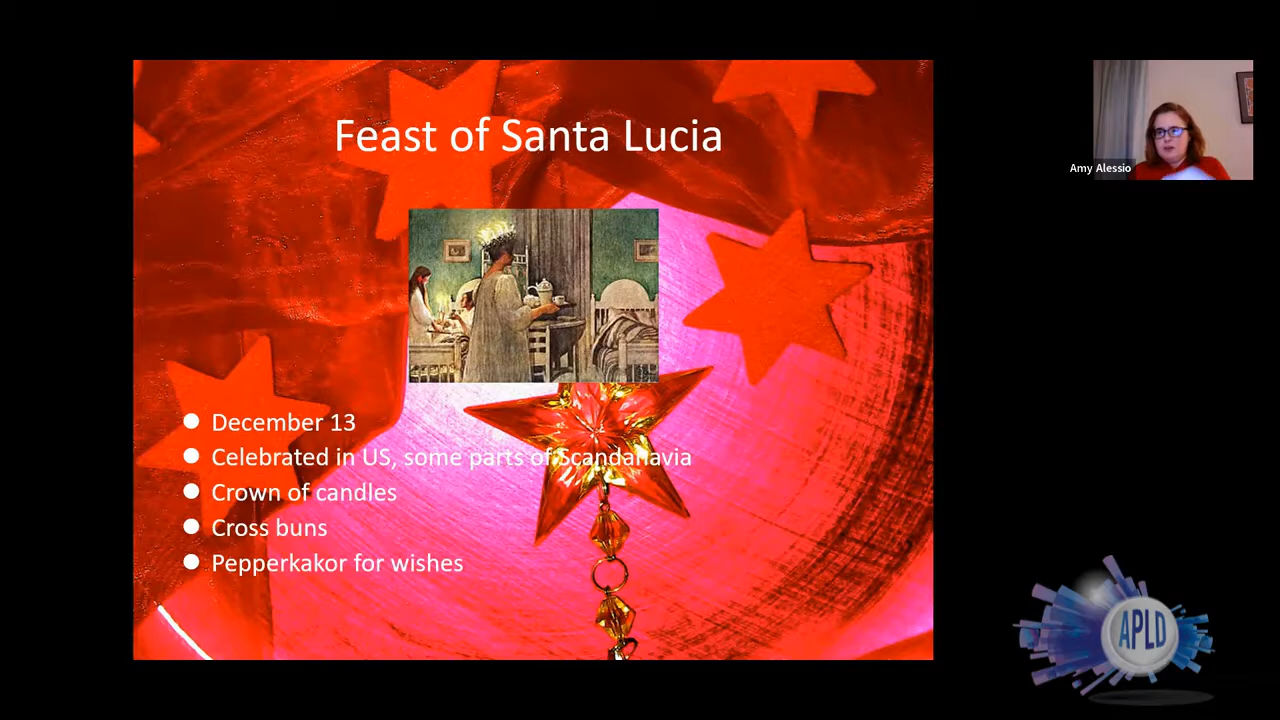 Feast of Santa Lucia
Amy Alessio
December 13
Celebrated in US, some parts of Scandanavia
Crown of candles
Cross buns
Pepperkakor for wishes
APLD